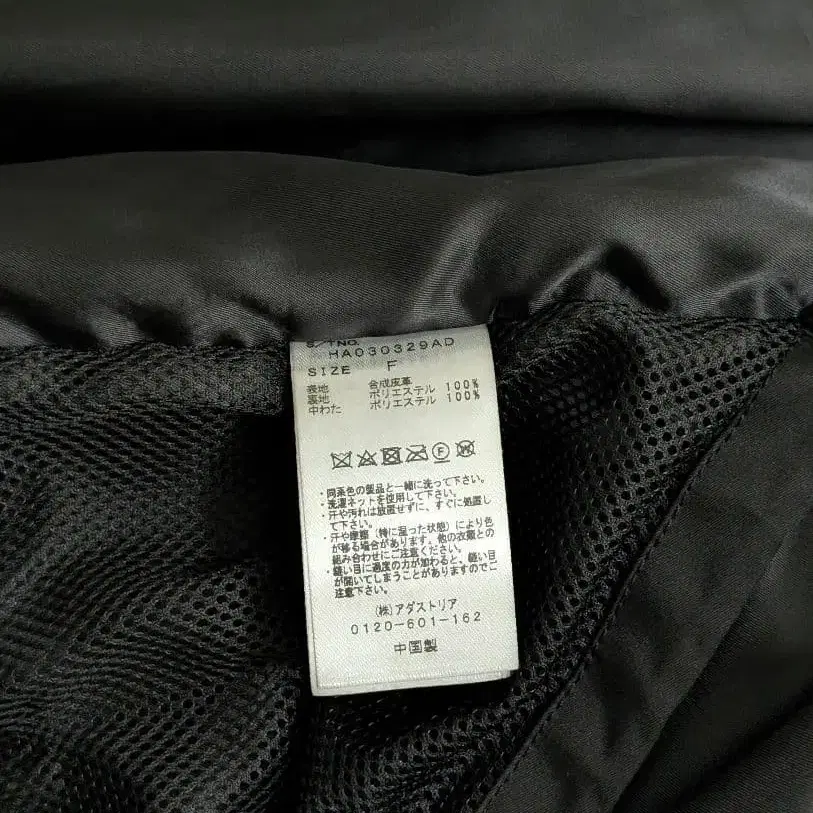 S/TNO.
HA030329AD
SIZE F
表地 合成皮革
裏地 ポリエステル 100%
中わた ポリエステル 100%
・同系色の製品と一緒に洗って下さい。
・洗濯ネットを使用して下さい。
・汗や汚れは放置せずに、すぐに処置し
て下さい。
・汗や摩擦（特に湿った状態）により色
が移る場合があります。他の衣類との
組み合わせにご注意ください。
・縫い目に過度の力が加わると、縫い目
が開いてしまうことがありますのでご
注意下さい。
(株)アダストリア
0120-601-162
中国製